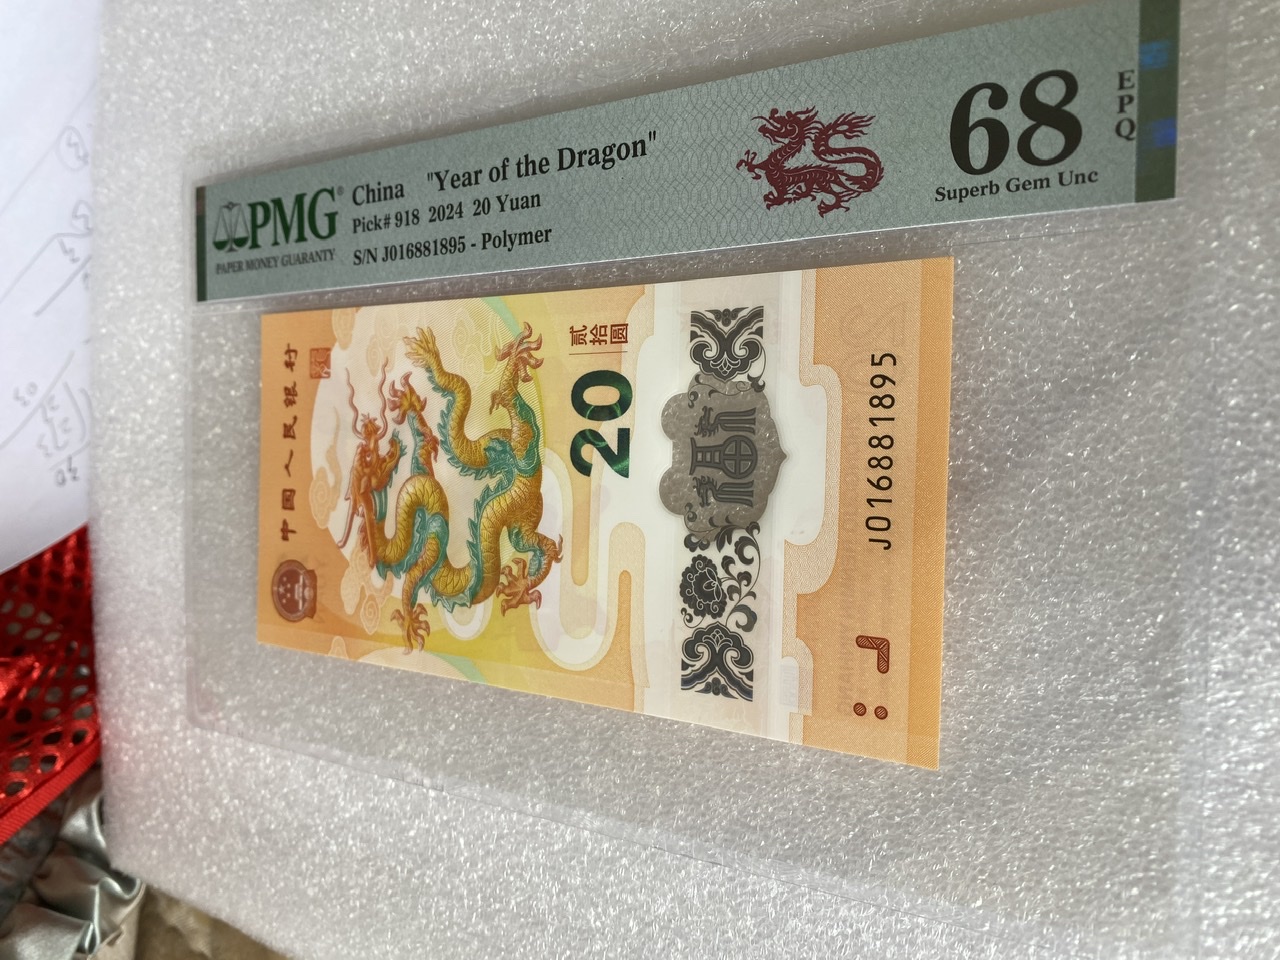 PMG®
PAPER MONEY GUARANTY
China "Year of the Dragon"
Pick# 918 2024 20 Yuan
S/N J016881895 - Polymer
68
Superb Gem Unc
EPQ
中国人民银行
贰拾圆
20
J016881895